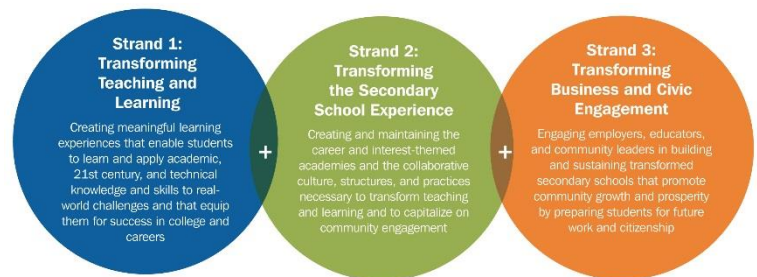 Strand 1:
Transforming
Teaching and
Learning
Creating meaningful learning
experiences that enable students
to learn and apply academic,
21st century, and technical
knowledge and skills to real-
world challenges and that equip
them for success in college and
careers
+
Strand 2:
Transforming
the Secondary
School Experience
Creating and maintaining the
career and interest-themed
academies and the collaborative
culture, structures, and practices
necessary to transform teaching
and learning and to capitalize on
community engagement
+
Strand 3:
Transforming
Business and Civic
Engagement
Engaging employers, educators,
and community leaders in building
and sustaining transformed
secondary schools that promote
community growth and prosperity
by preparing students for future
work and citizenship